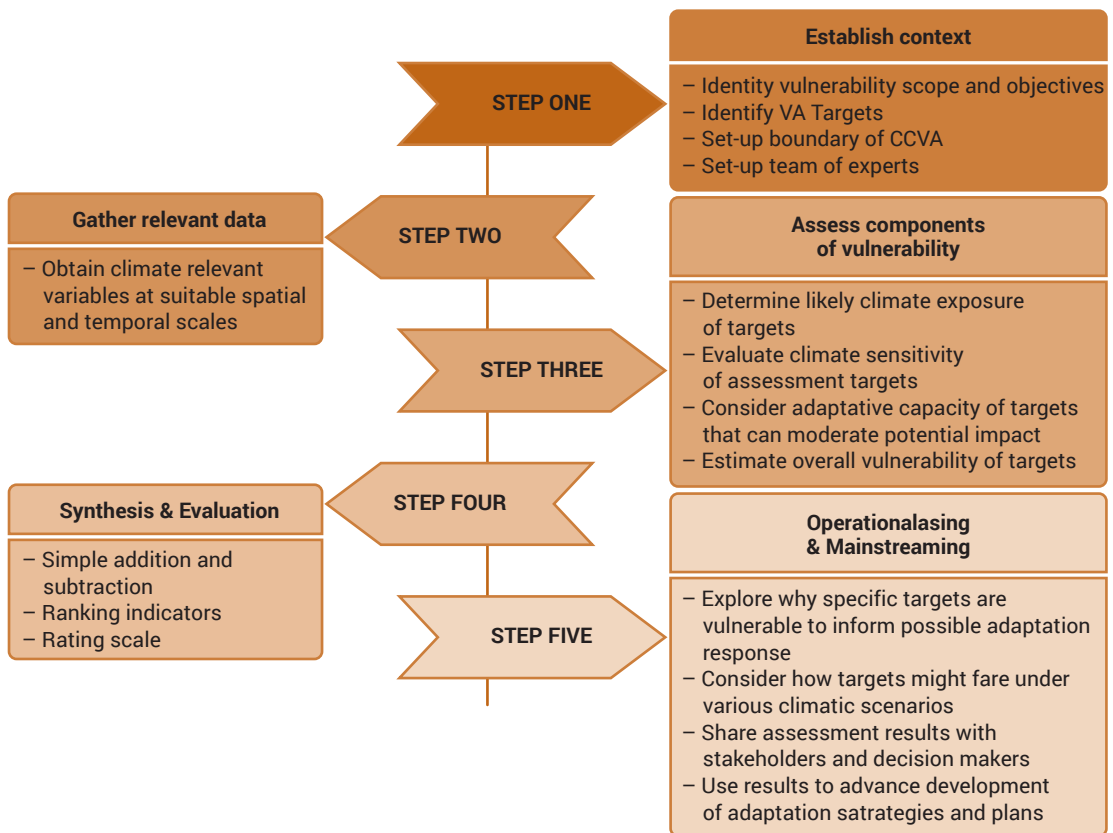 STEP ONE
Establish context
– Identity vulnerability scope and objectives
– Identify VA Targets
– Set-up boundary of CCVA
– Set-up team of experts
STEP TWO
Gather relevant data
– Obtain climate relevant
variables at suitable spatial
and temporal scales
STEP THREE
Assess components
of vulnerability
– Determine likely climate exposure
of targets
– Evaluate climate sensitivity
of assessment targets
– Consider adaptative capacity of targets
that can moderate potential impact
– Estimate overall vulnerability of targets
STEP FOUR
Synthesis & Evaluation
– Simple addition and
subtraction
– Ranking indicators
– Rating scale
STEP FIVE
Operationalasing
& Mainstreaming
– Explore why specific targets are
vulnerable to inform possible adaptation
response
– Consider how targets might fare under
various climatic scenarios
– Share assessment results with
stakeholders and decision makers
– Use results to advance development
of adaptation satrategies and plans